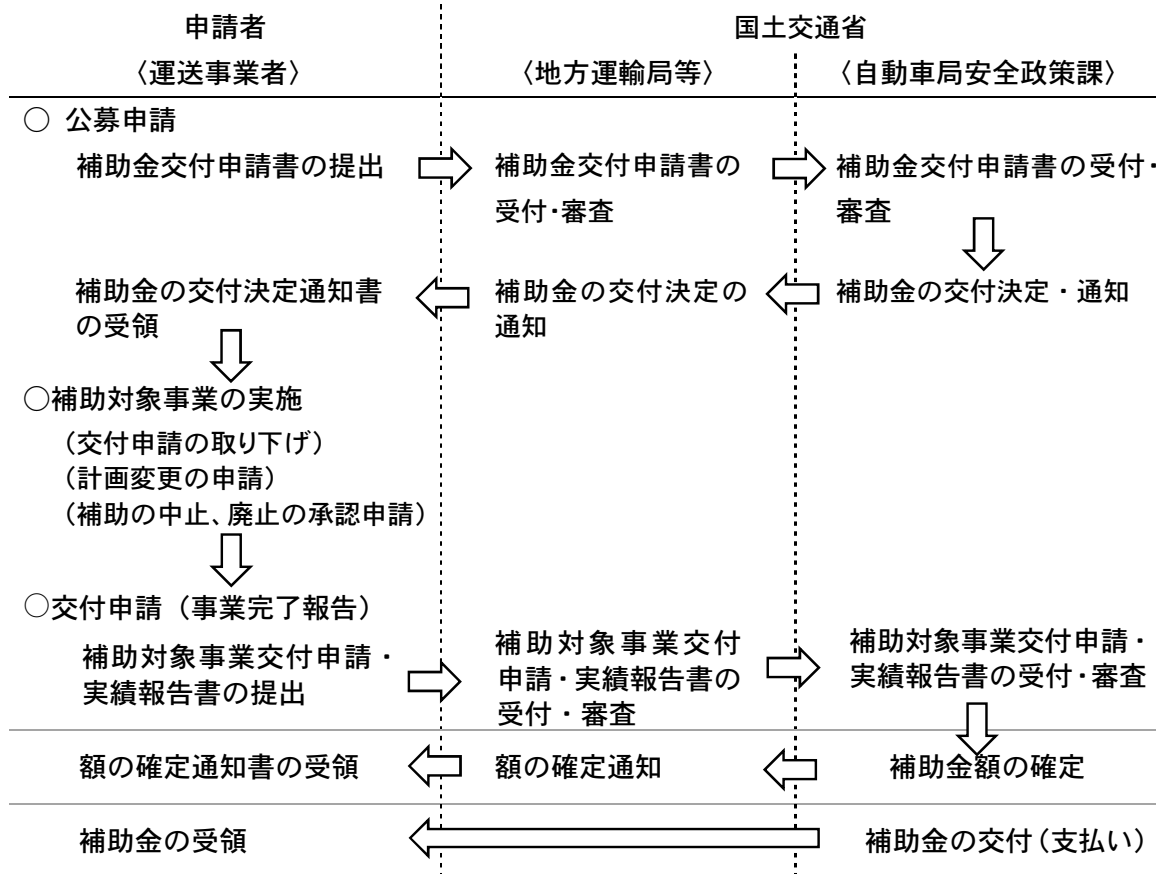 申請者
国土交通省
〈運送事業者〉
〈地方運輸局等〉
〈自動車局安全政策課〉
○ 公募申請
補助金交付申請書の提出
補助金交付申請書の
受付・審査
補助金交付申請書の受付・
審査
補助金の交付決定通知書
の受領
補助金の交付決定の
通知
補助金の交付決定・通知
○補助対象事業の実施
（交付申請の取り下げ）
（計画変更の申請）
（補助の中止、廃止の承認申請）
○交付申請（事業完了報告）
補助対象事業交付申請・
実績報告書の提出
補助対象事業交付
申請・実績報告書の
受付・審査
補助対象事業交付申請・
実績報告書の受付・審査
額の確定通知書の受領
額の確定通知
補助金額の確定
補助金の受領
補助金の交付（支払い）